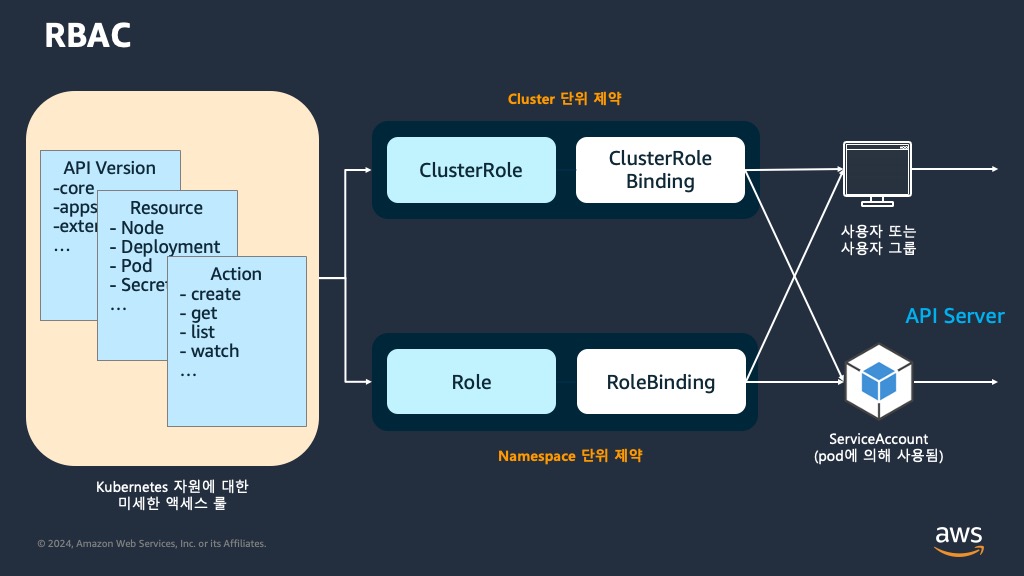 RBAC
Cluster 단위 제약
API Version
-core
-apps
-exte
...
Resource
- Node
- Deployment
- Pod
- Secre
...
Action
- create
- get
- list
- watch
...
ClusterRole
ClusterRole
Binding
사용자 또는
사용자 그룹
API Server
Role
RoleBinding
ServiceAccount
(pod에 의해 사용됨)
Namespace 단위 제약
Kubernetes 자원에 대한
미세한 액세스 룰
© 2024, Amazon Web Services, Inc. or its Affiliates.
aws